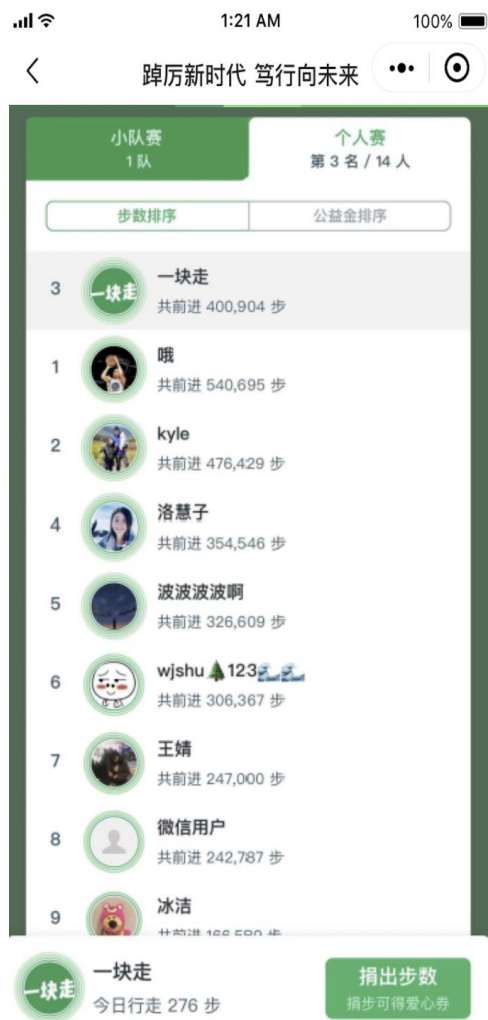 1:21 AM
100%
踔厉新时代 笃行向未来
小队赛
1 队
个人赛
第 3 名 / 14 人
步数排序
公益金排序
3
一块走
一块走
共前进 400,904 步
1
哦
共前进 540,695 步
2
kyle
共前进 476,429 步
4
洛慧子
共前进 354,546 步
5
波波波波啊
共前进 326,609 步
6
wjshu🌲123🌊🌊
共前进 306,367 步
7
王婧
共前进 247,000 步
8
微信用户
共前进 242,787 步
9
冰洁
共前进 166,589 步
一块走
一块走
今日行走 276 步
捐出步数
捐步可得爱心券